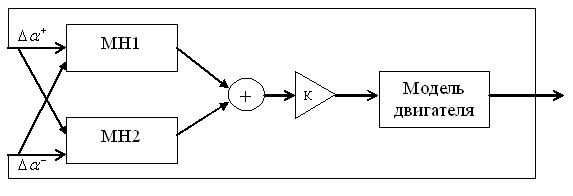 Δα⁺
МН1
+
К
Модель
двигателя
МН2
Δα⁻